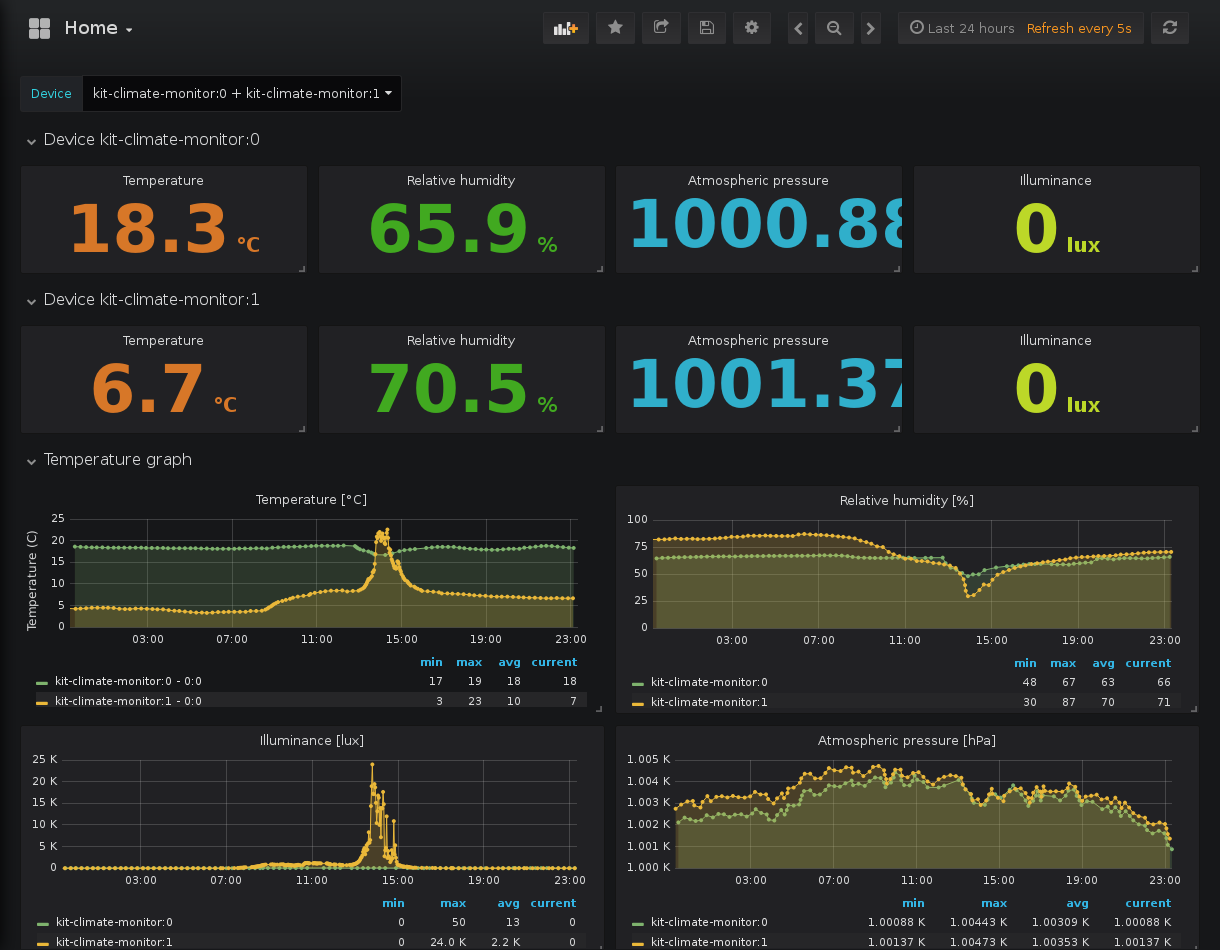 Home
Last 24 hours Refresh every 5s
Device kit-climate-monitor:0 + kit-climate-monitor:1
Device kit-climate-monitor:0
Temperature Relative humidity Atmospheric pressure Illuminance
18.3 °C 65.9 % 1000.88 0 lux
Device kit-climate-monitor:1
Temperature Relative humidity Atmospheric pressure Illuminance
6.7 °C 70.5 % 1001.37 0 lux
Temperature graph
Temperature [°C]
Temperature (C)
25
20
15
10
5
0
03:00 07:00 11:00 15:00 19:00 23:00
min max avg current
kit-climate-monitor:0 - 0:0 17 19 18 18
kit-climate-monitor:1 - 0:0 3 23 10 7
Relative humidity [%]
100
75
50
25
0
03:00 07:00 11:00 15:00 19:00 23:00
min max avg current
kit-climate-monitor:0 48 67 63 66
kit-climate-monitor:1 30 87 70 71
Illuminance [lux]
25 K
20 K
15 K
10 K
5 K
0
03:00 07:00 11:00 15:00 19:00 23:00
min max avg current
kit-climate-monitor:0 0 50 13 0
kit-climate-monitor:1 0 24.0 K 2.2 K 0
Atmospheric pressure [hPa]
1.005 K
1.004 K
1.003 K
1.002 K
1.001 K
1.000 K
03:00 07:00 11:00 15:00 19:00 23:00
min max avg current
kit-climate-monitor:0 1.00088 K 1.00443 K 1.00309 K 1.00088 K
kit-climate-monitor:1 1.00137 K 1.00473 K 1.00353 K 1.00137 K